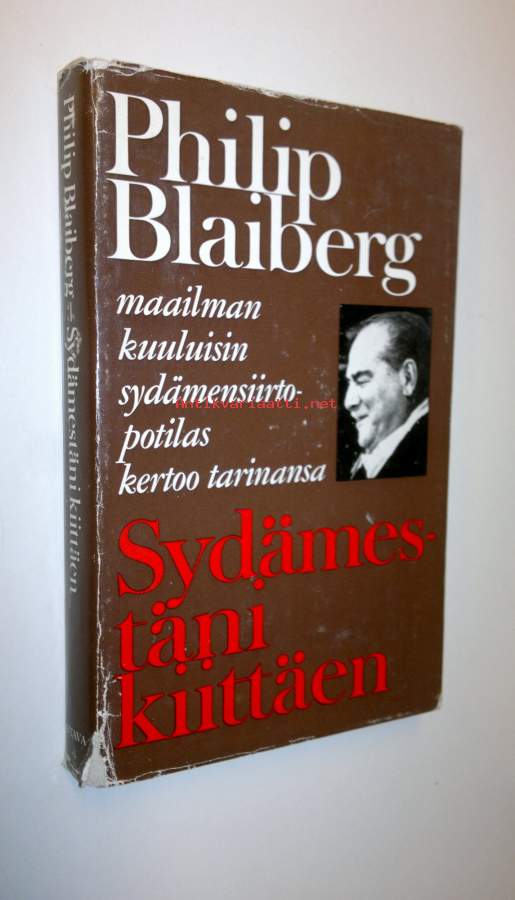 Philip
Blaiberg
maailman
kuuluisin
sydämensiirto-
potilas
kertoo tarinansa
Sydämes-
täni
kiittäen
Philip Blaiberg – Sydämestäni kiittäen
Antikvariaatti.net